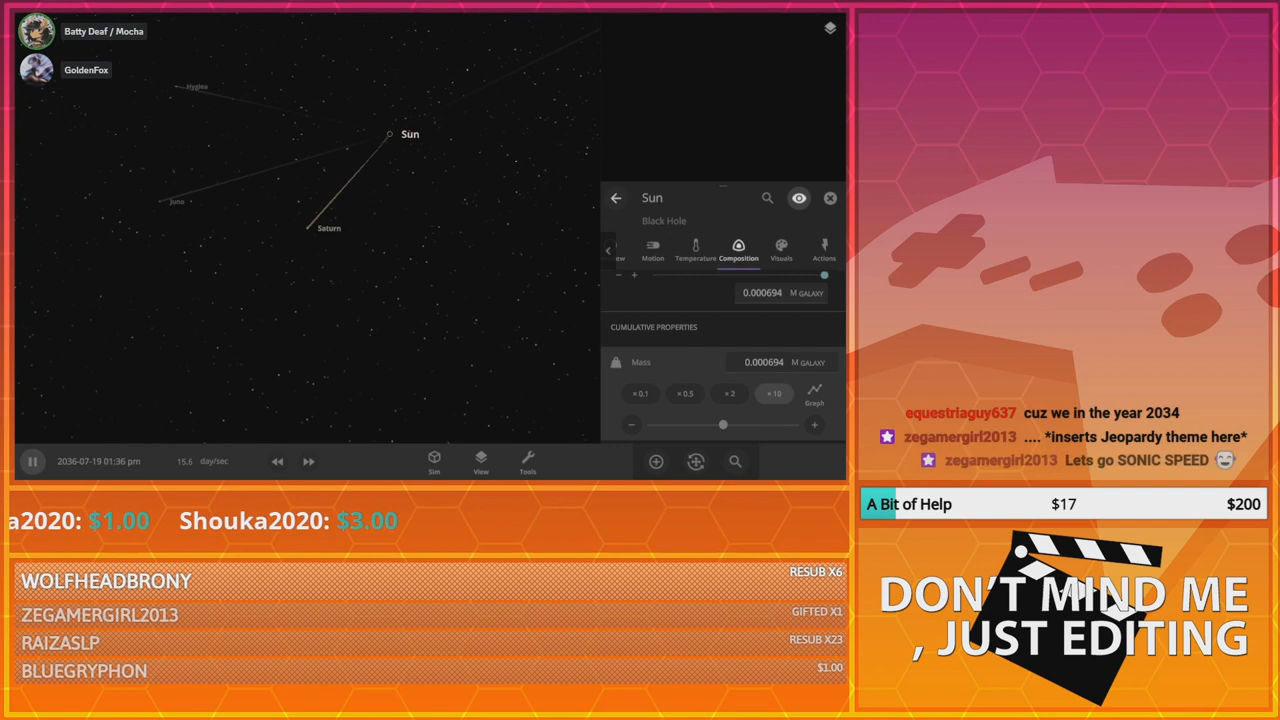 Batty Deaf / Mocha
GoldenFox
Hygiea
Sun
Juno
Saturn
Sun
Black Hole
ew
Motion
Temperature
Composition
Visuals
Actions
− +
0.000694 M GALAXY
CUMULATIVE PROPERTIES
Mass
0.000694 M GALAXY
× 0.1
× 0.5
× 2
× 10
Graph
2036-07-19 01:36 pm
15.6 day/sec
Sim
View
Tools
equestriaguy637 cuz we in the year 2034
zegamergirl2013 .... *inserts Jeopardy theme here*
zegamergirl2013 Lets go SONIC SPEED
A Bit of Help $17 $200
a2020: $1.00 Shouka2020: $3.00
WOLFHEADBRONY RESUB X6
ZEGAMERGIRL2013 GIFTED X1
RAIZASLP RESUB X23
BLUEGRYPHON $1.00
DON'T MIND ME
, JUST EDITING